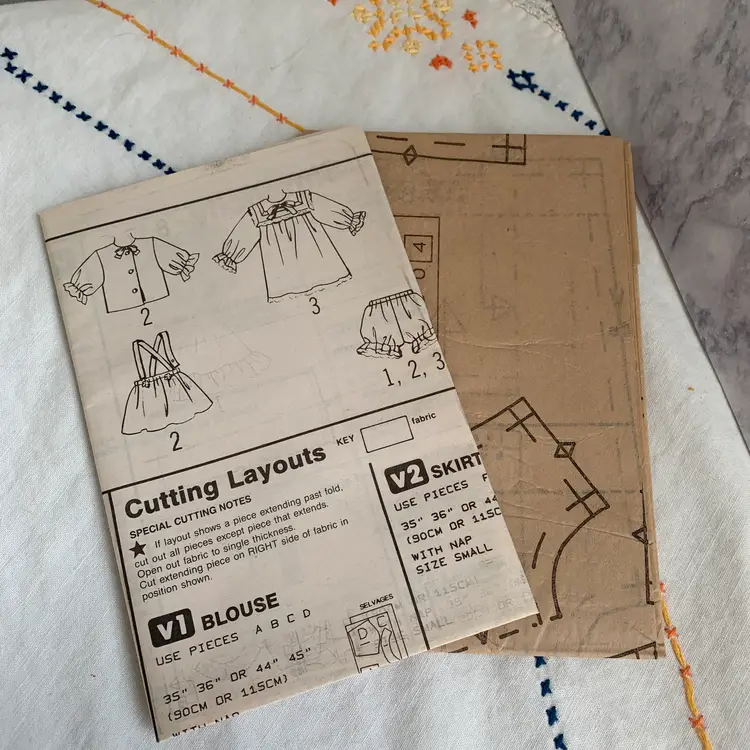 2
3
2
1, 2, 3
Cutting Layouts
KEY
fabric
SPECIAL CUTTING NOTES
★ If layout shows a piece extending past fold,
cut out all pieces except piece that extends.
Open out fabric to single thickness.
Cut extending piece on RIGHT side of fabric in
position shown.
V1 BLOUSE
USE PIECES A B C D
35" 36" OR 44" 45"
(90CM OR 115CM)
WITH NAP
SELVAGES
D C
V2 SKIRT
USE PIECES
35" 36" OR 44
(90CM OR 115C
WITH NAP
SIZE SMALL
4